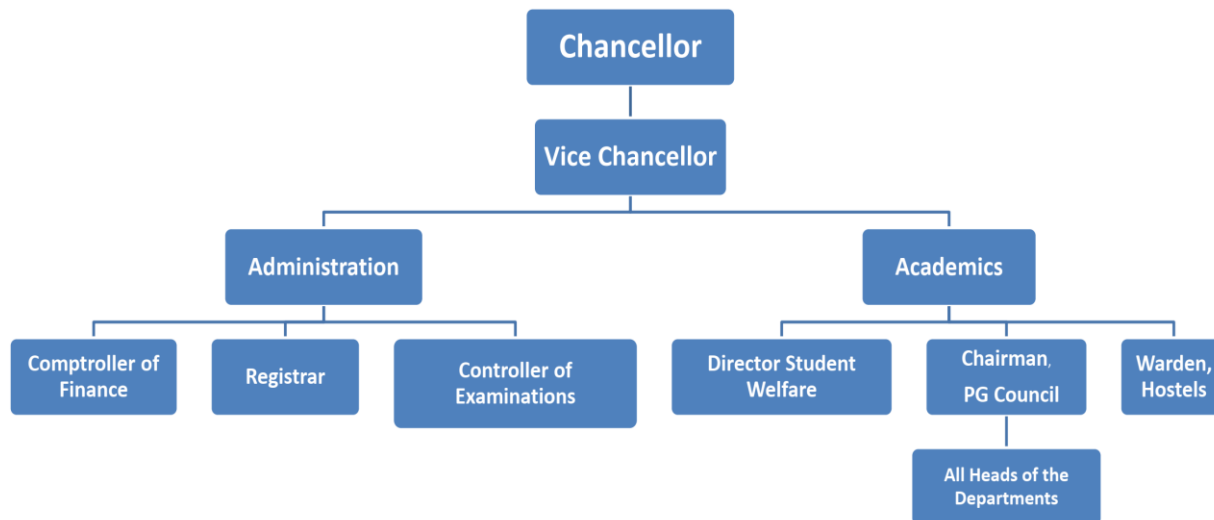 Chancellor
Vice Chancellor
Administration
Academics
Comptroller of
Finance
Registrar
Controller of
Examinations
Director Student
Welfare
Chairman,
PG Council
Warden,
Hostels
All Heads of the
Departments